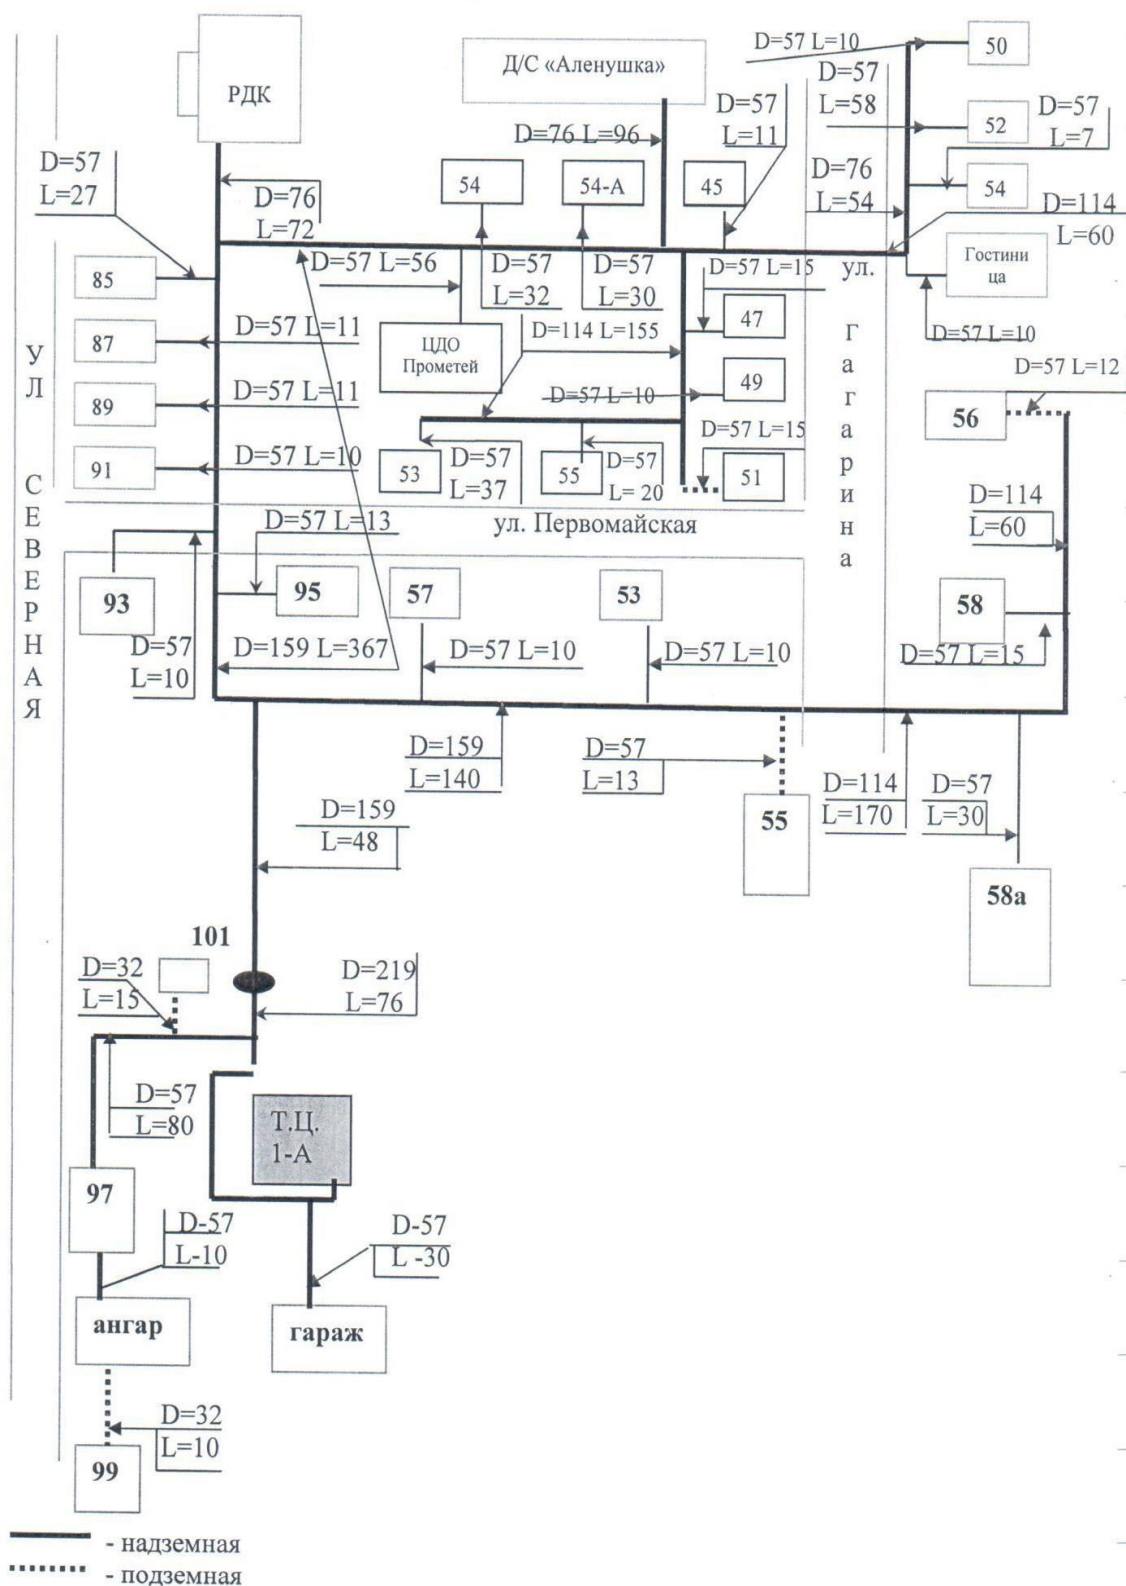 РДК
Д/С «Аленушка»
D=57 L=10
50
D=57
L=58
D=57
L=7
52
D=57
L=11
D=76 L=96
D=57
L=27
54
54-А
45
D=76
L=54
54
D=114
L=60
D=76
L=72
D=57 L=56
D=57
L=32
D=57
L=30
D=57 L=15
ул.
Гагарина
Гостини
ца
D=57 L=10
85
87
D=57 L=11
89
D=57 L=11
91
D=57 L=10
ЦДО
Прометей
D=114 L=155
47
49
D=57 L=10
D=57 L=12
56
D=57 L=15
53
D=57
L=37
55
D=57
L= 20
51
УЛ СЕВЕРНАЯ
ул. Первомайская
D=57 L=13
D=114
L=60
93
95
57
53
58
D=57
L=10
D=159 L=367
D=57 L=10
D=57 L=10
D=57 L=15
D=159
L=140
D=57
L=13
55
D=114
L=170
D=57
L=30
58а
D=159
L=48
101
D=32
L=15
D=219
L=76
D=57
L=80
Т.Ц.
1-А
97
D-57
L-10
D-57
L -30
ангар
гараж
D=32
L=10
99
- надземная
- подземная